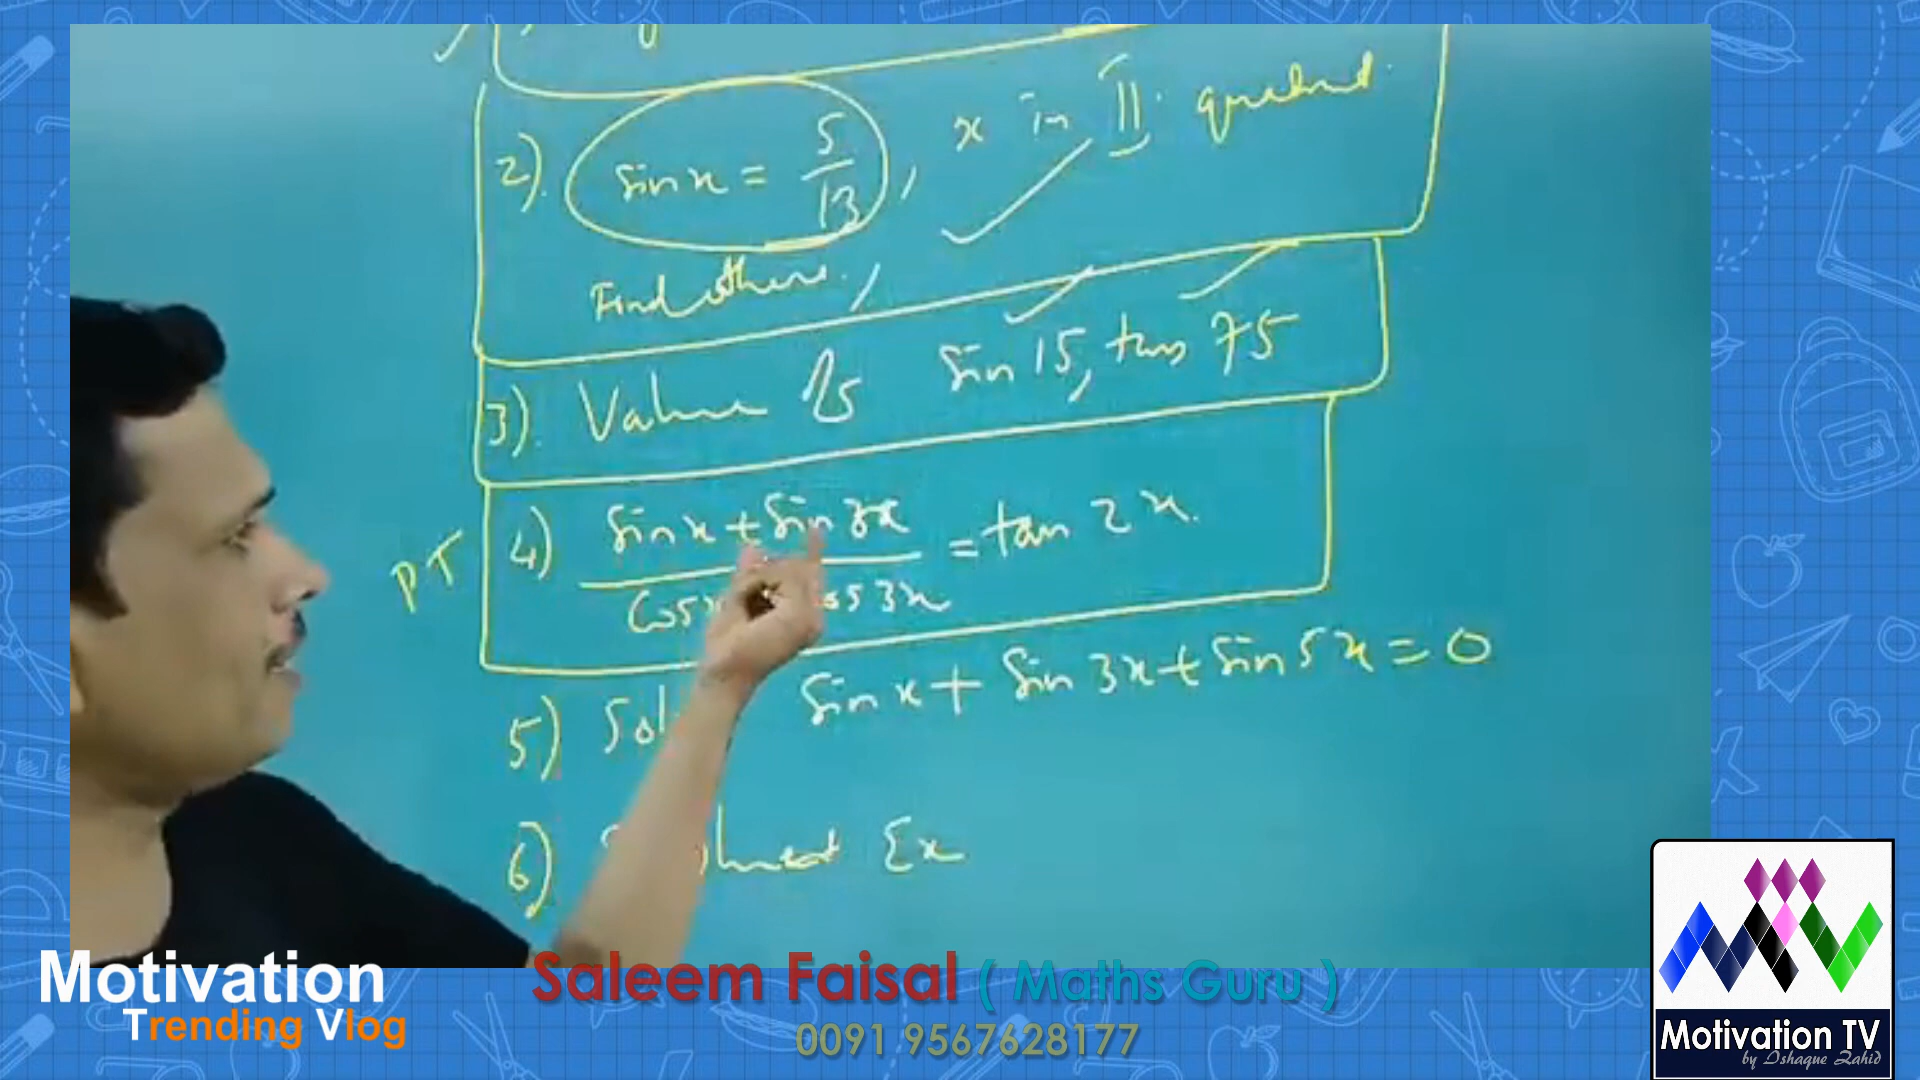 2). sin x = 5/13, x in II quadrant.
Find others.
3). Value of sin 15, tan 75
PT 4) sin x + sin 3x / cos x cos 3x = tan 2x.
5) Sol sin x + sin 3x + sin 5x = 0
6) Ex
Motivation
Trending Vlog
Saleem Faisal ( Maths Guru )
0091 9567628177
Motivation TV
by Ishaque Zahid